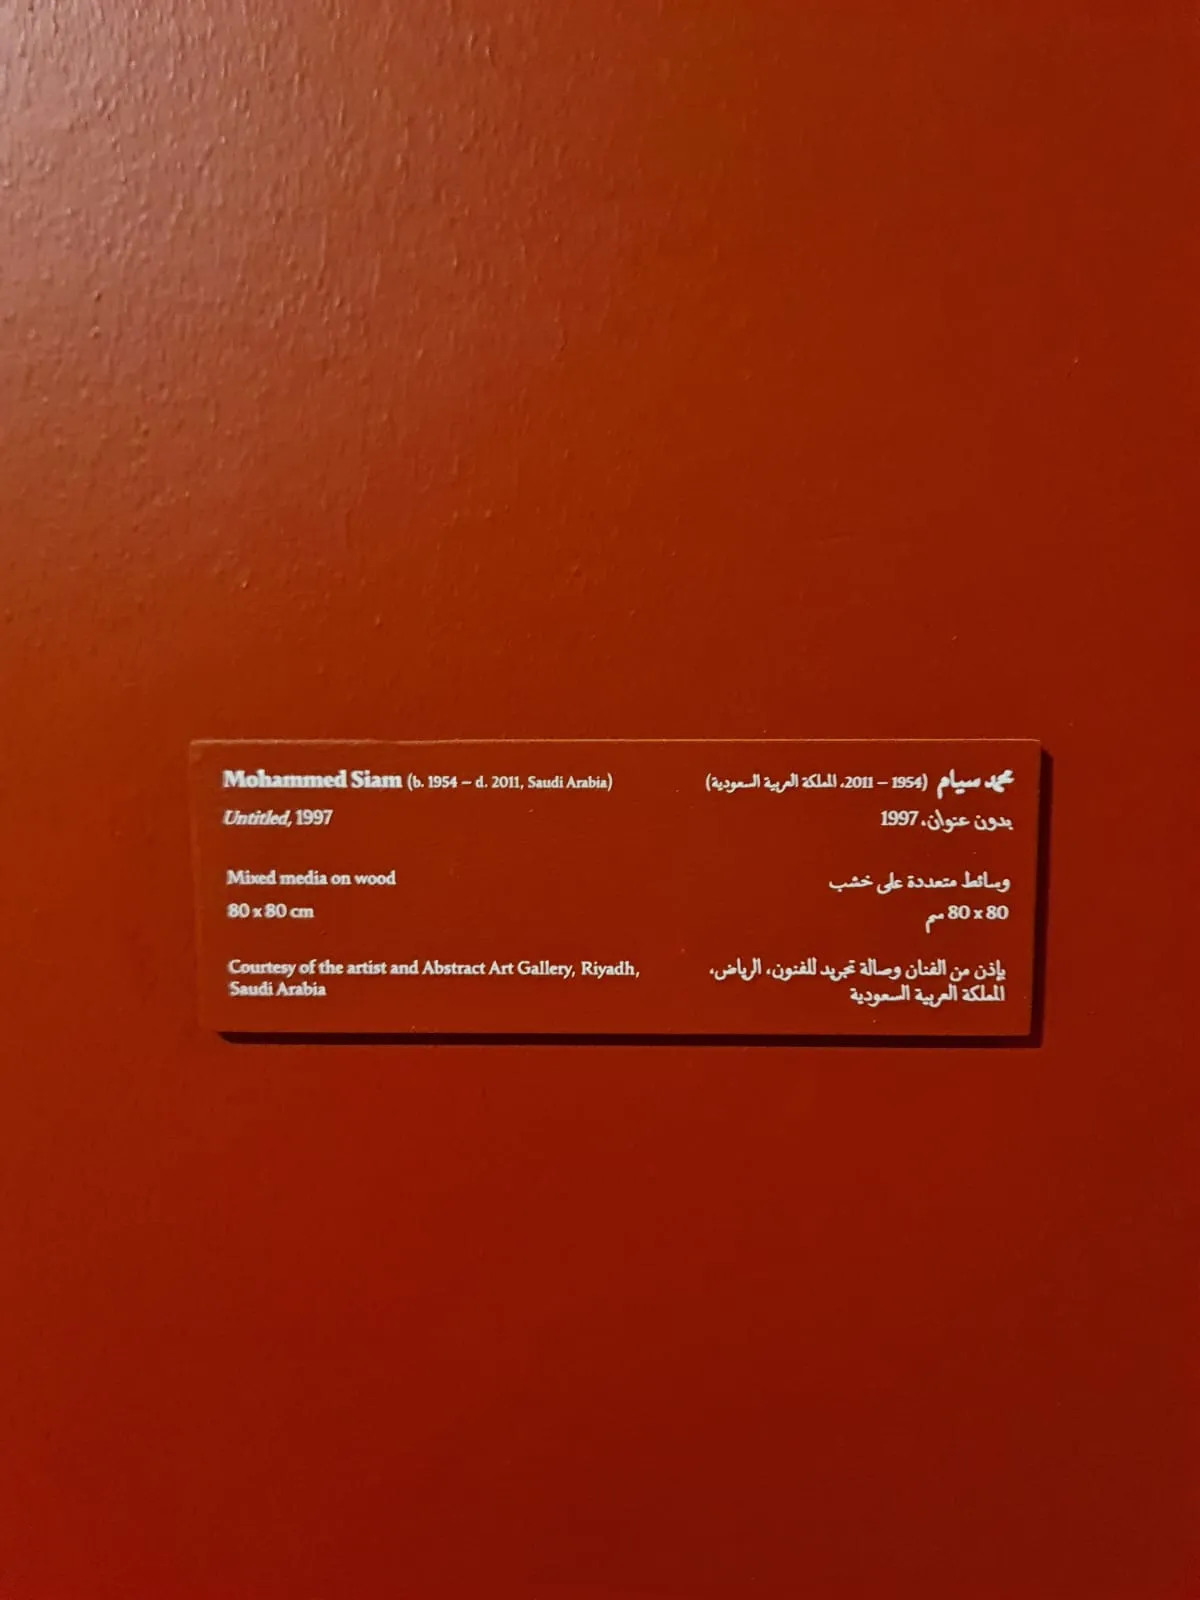 Mohammed Siam (b. 1954 – d. 2011, Saudi Arabia)
Untitled, 1997
Mixed media on wood
80 x 80 cm
Courtesy of the artist and Abstract Art Gallery, Riyadh,
Saudi Arabia
محمد سيام (1954 – 2011، المملكة العربية السعودية)
بدون عنوان، 1997
وسائط متعددة على خشب
80 x 80 سم
بإذن من الفنان وصالة تجريد للفنون، الرياض،
المملكة العربية السعودية